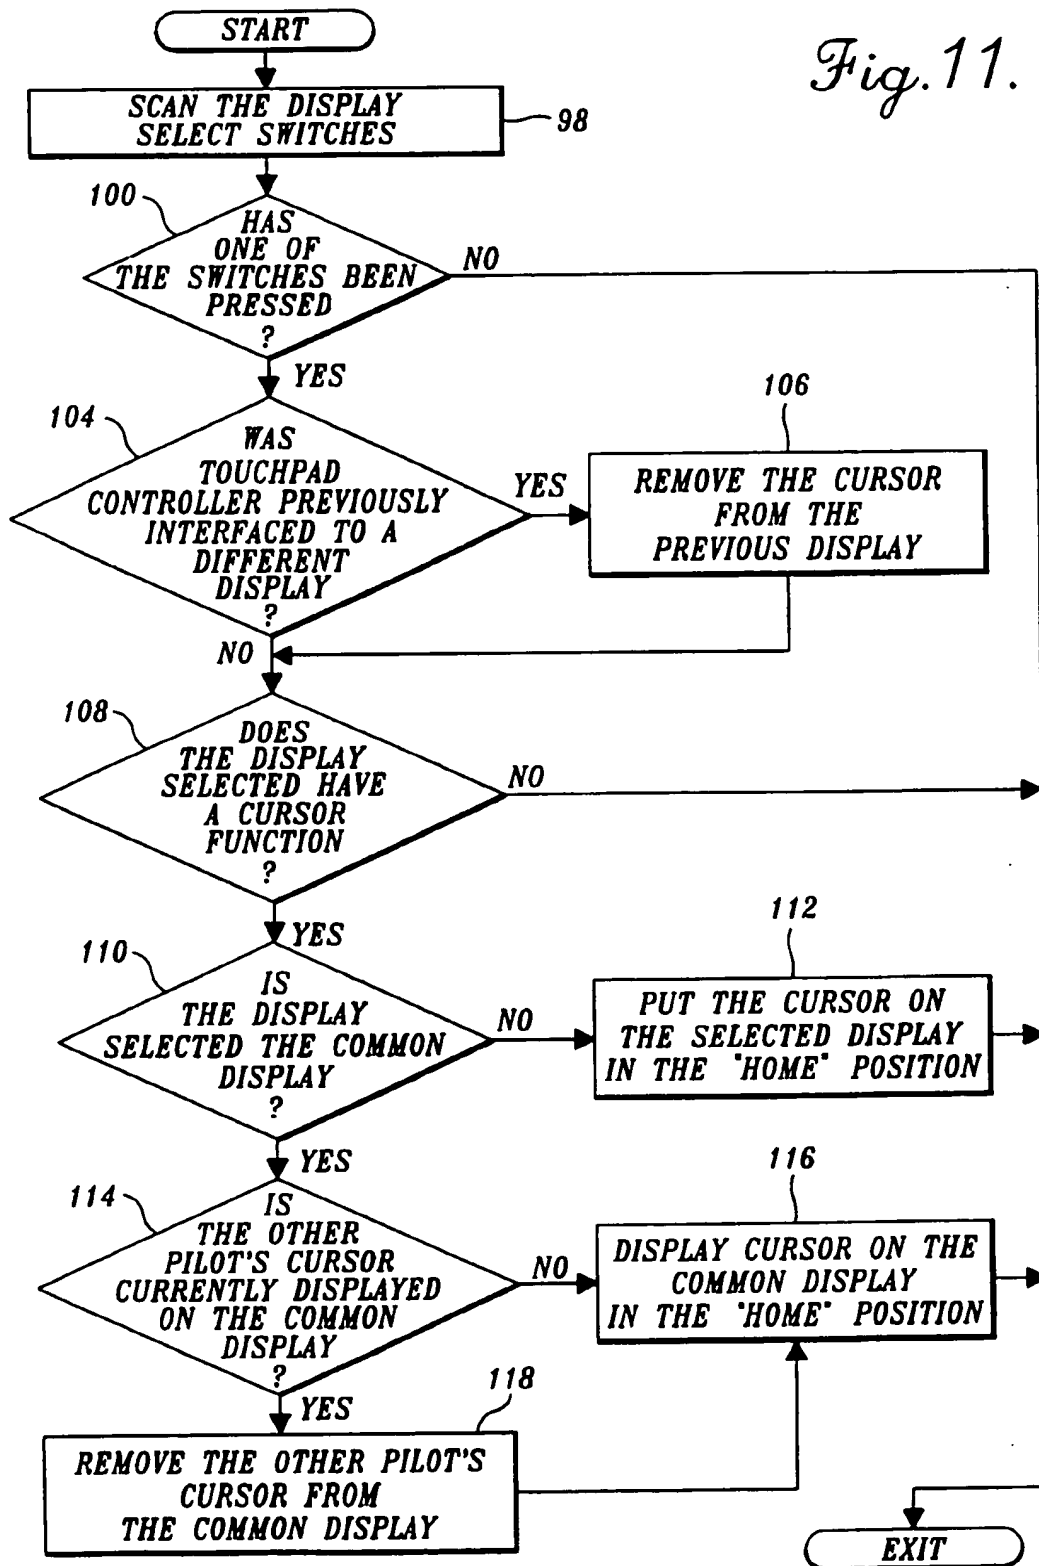 START
Fig. 11.
SCAN THE DISPLAY
SELECT SWITCHES
98
100
HAS
ONE OF
THE SWITCHES BEEN
PRESSED
?
NO
YES
104
WAS
TOUCHPAD
CONTROLLER PREVIOUSLY
INTERFACED TO A
DIFFERENT
DISPLAY
?
YES
106
REMOVE THE CURSOR
FROM THE
PREVIOUS DISPLAY
NO
108
DOES
THE DISPLAY
SELECTED HAVE
A CURSOR
FUNCTION
?
NO
YES
110
IS
THE DISPLAY
SELECTED THE COMMON
DISPLAY
?
NO
112
PUT THE CURSOR ON
THE SELECTED DISPLAY
IN THE "HOME" POSITION
YES
114
IS
THE OTHER
PILOT'S CURSOR
CURRENTLY DISPLAYED
ON THE COMMON
DISPLAY
?
NO
116
DISPLAY CURSOR ON THE
COMMON DISPLAY
IN THE "HOME" POSITION
YES
118
REMOVE THE OTHER PILOT'S
CURSOR FROM
THE COMMON DISPLAY
EXIT